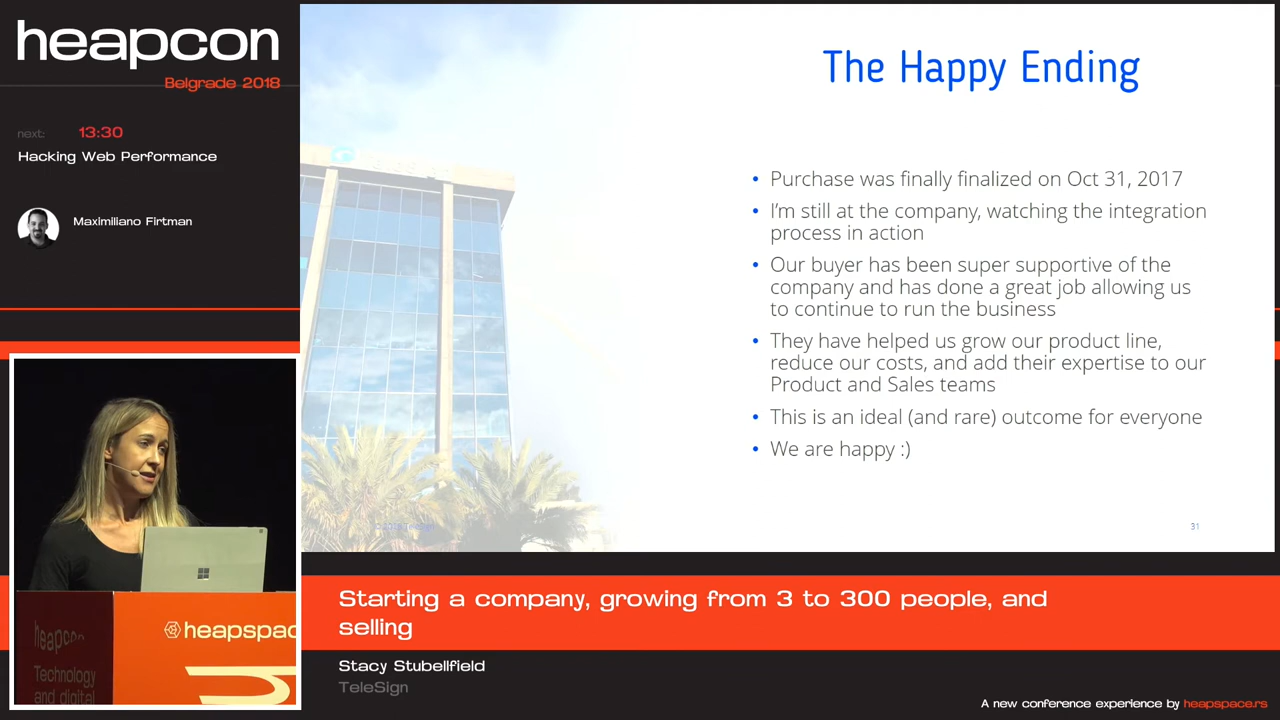 heapcon
Belgrade 2018
next: 13:30
Hacking Web Performance
Maximiliano Firtman
The Happy Ending
• Purchase was finally finalized on Oct 31, 2017
• I'm still at the company, watching the integration
process in action
• Our buyer has been super supportive of the
company and has done a great job allowing us
to continue to run the business
• They have helped us grow our product line,
reduce our costs, and add their expertise to our
Product and Sales teams
• This is an ideal (and rare) outcome for everyone
• We are happy :)
© 2018 TeleSign
31
heapspac
heapcon
Technology
and digital
Starting a company, growing from 3 to 300 people, and
selling
Stacy Stubellfield
TeleSign
A new conference experience by heapspace.rs